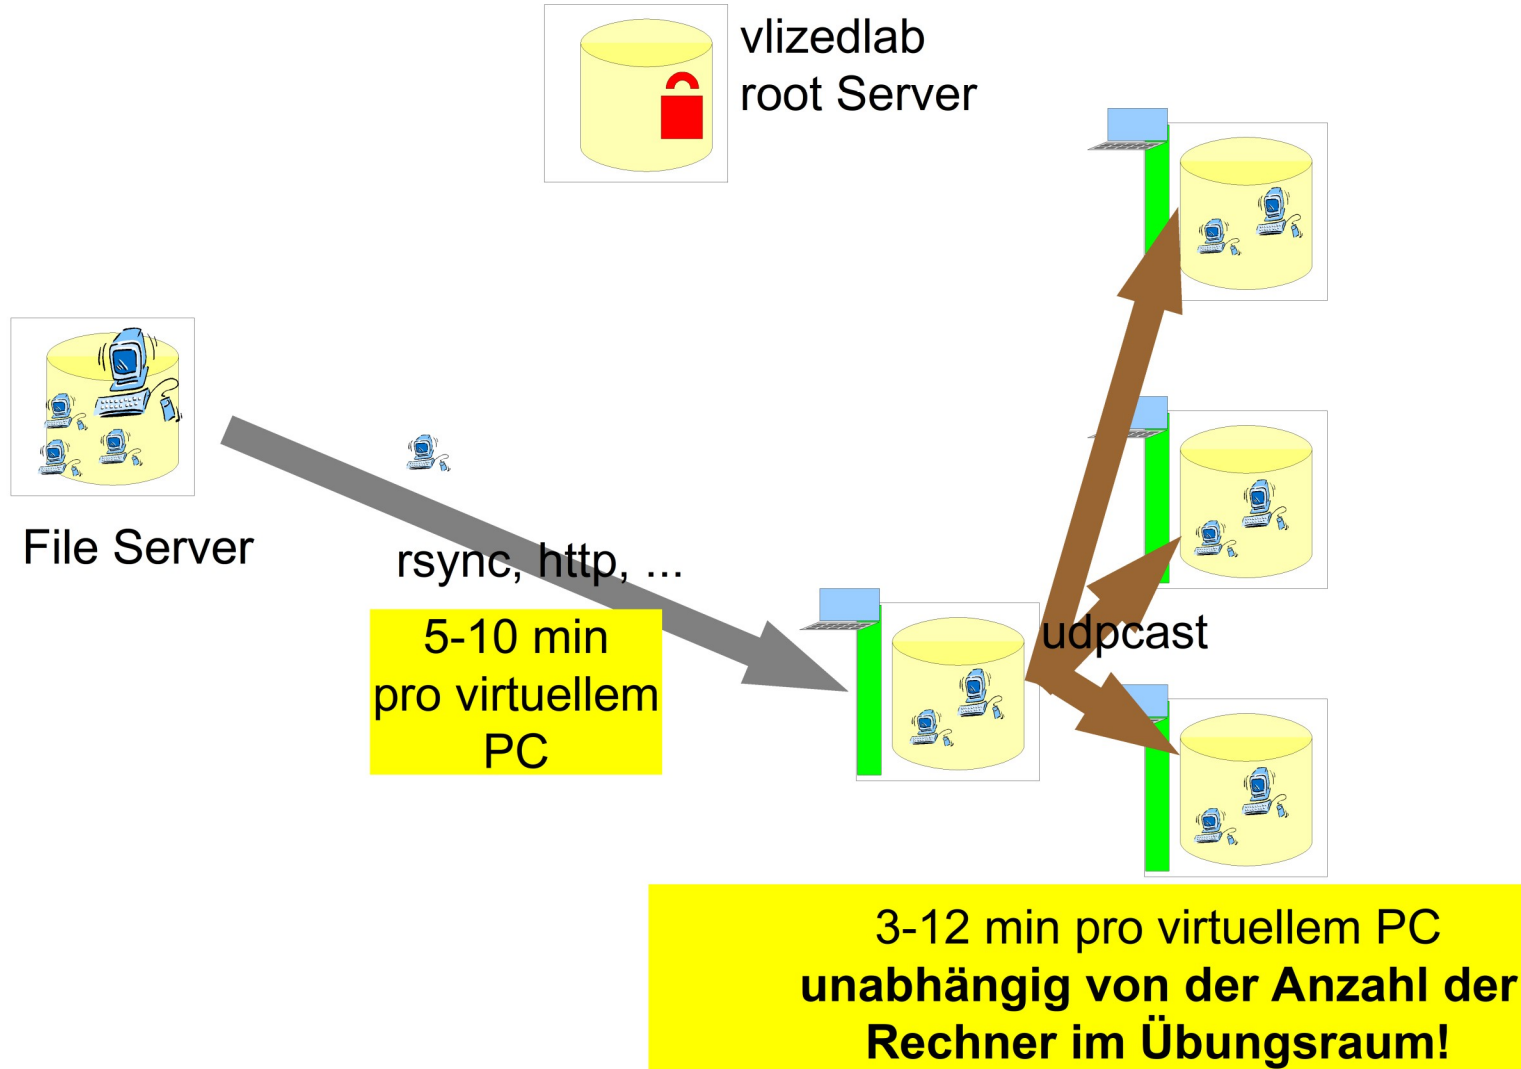 vlizedlab
root Server
File Server
rsync, http, ...
5-10 min
pro virtuellem
PC
udpcast
3-12 min pro virtuellem PC
unabhängig von der Anzahl der
Rechner im Übungsraum!